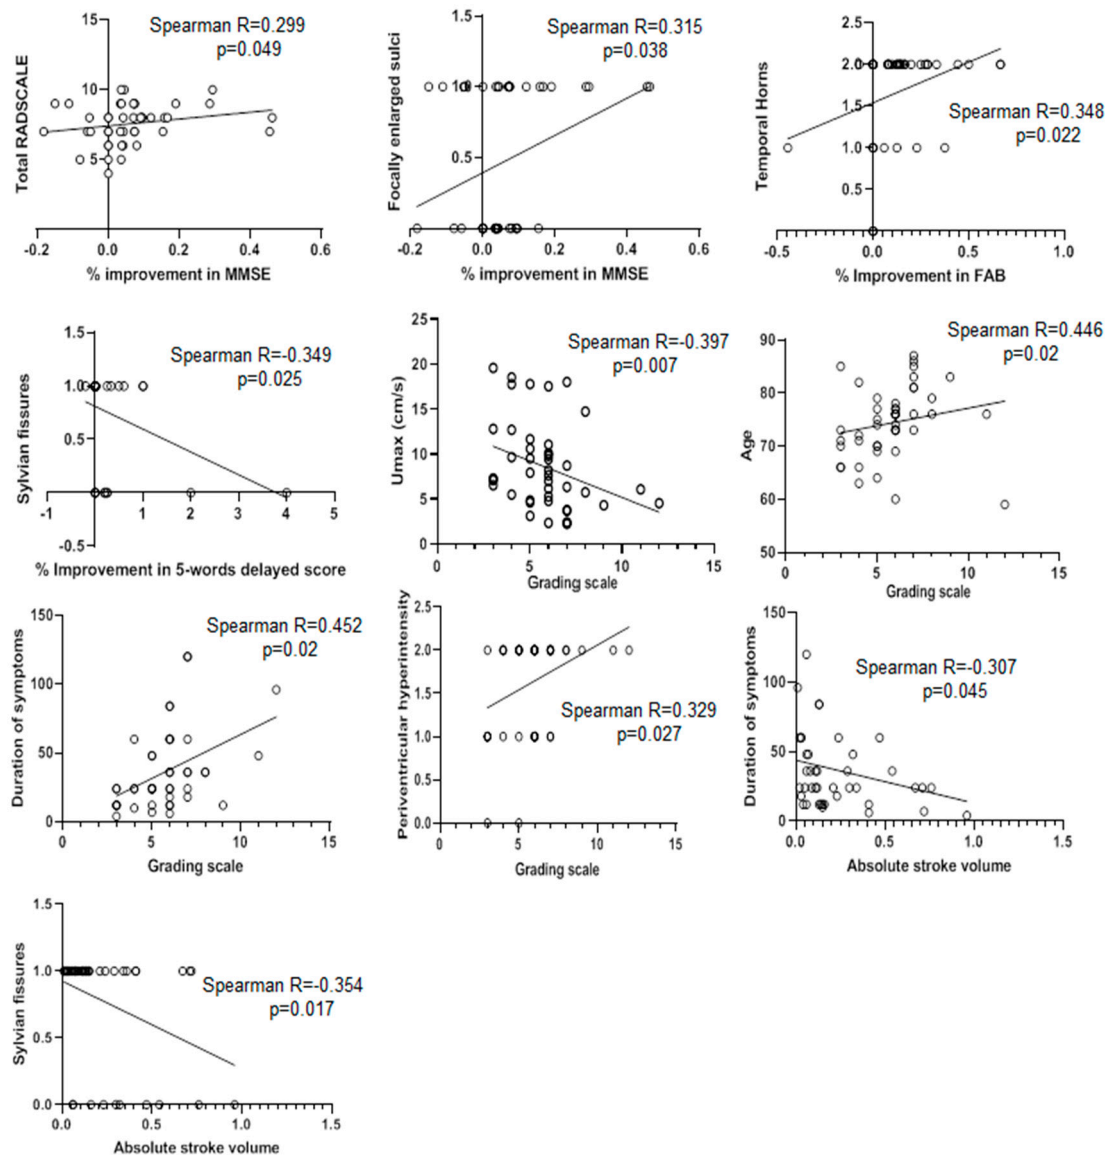 Spearman R=0.299
p=0.049
15
10
5
-0.2 0.0 0.2 0.4 0.6
Total RADSCALE
% improvement in MMSE
Spearman R=0.315
p=0.038
1.5
1.0
0.5
-0.2 0.0 0.2 0.4 0.6
Focally enlarged sulci
% improvement in MMSE
2.5
2.0
1.5
1.0
0.5
-0.5 0.0 0.5 1.0
Temporal Horns
Spearman R=0.348
p=0.022
% Improvement in FAB
1.5
1.0
0.5
0.0
-0.5
-1 1 2 3 4 5
Sylvian fissures
Spearman R=-0.349
p=0.025
% Improvement in 5-words delayed score
25
20
15
10
5
0
0 5 10 15
Umax (cm/s)
Spearman R=-0.397
p=0.007
Grading scale
90
80
70
60
50
0 5 10 15
Age
Spearman R=0.446
p=0.02
Grading scale
150
100
50
0
0 5 10 15
Duration of symptoms
Spearman R=0.452
p=0.02
Grading scale
2.5
2.0
1.5
1.0
0.5
0.0
0 5 10 15
Periventricular hyperintensity
Spearman R=0.329
p=0.027
Grading scale
150
100
50
0
0.0 0.5 1.0 1.5
Duration of symptoms
Spearman R=-0.307
p=0.045
Absolute stroke volume
1.5
1.0
0.5
0.0
0.0 0.5 1.0 1.5
Sylvian fissures
Spearman R=-0.354
p=0.017
Absolute stroke volume